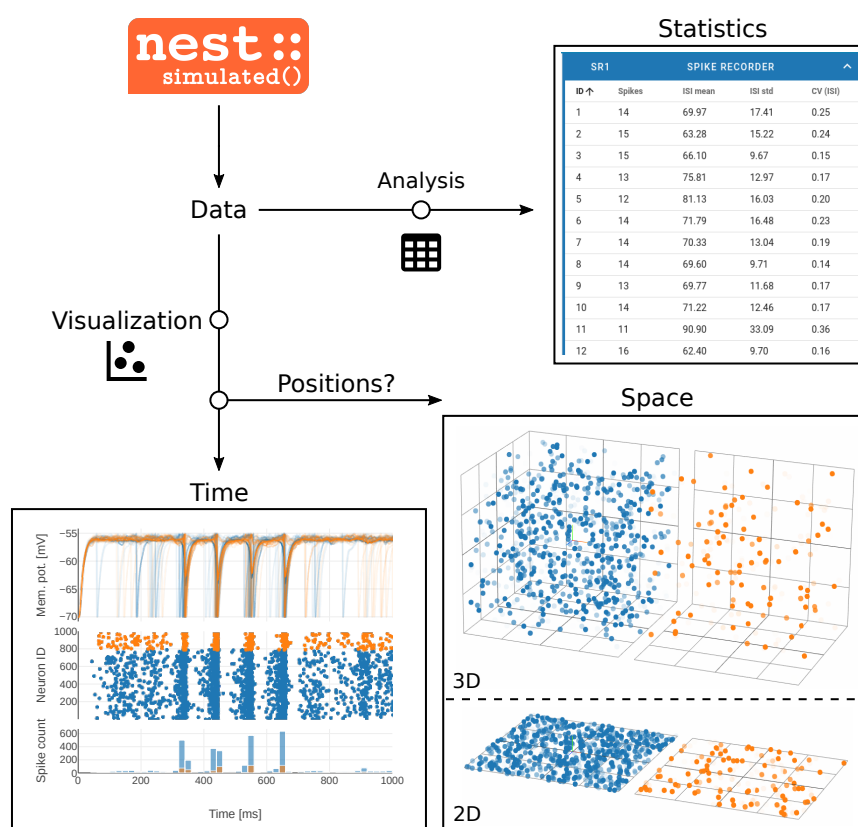 nest ::
simulated()
Data
Analysis
Visualization
Positions?
Statistics
SR1 SPIKE RECORDER
ID Spikes ISI mean ISI std CV (ISI)
1 14 69.97 17.41 0.25
2 15 63.28 15.22 0.24
3 15 66.10 9.67 0.15
4 13 75.81 12.97 0.17
5 12 81.13 16.03 0.20
6 14 71.79 16.48 0.23
7 14 70.33 13.04 0.19
8 14 69.60 9.71 0.14
9 13 69.77 11.68 0.17
10 14 71.22 12.46 0.17
11 11 90.90 33.09 0.36
12 16 62.40 9.70 0.16
Time
Mem. pot. [mV]
−55
−60
−65
−70
Neuron ID
1000
800
600
400
200
Spike count
600
400
200
0
0 200 400 600 800 1000
Time [ms]
Space
3D
2D